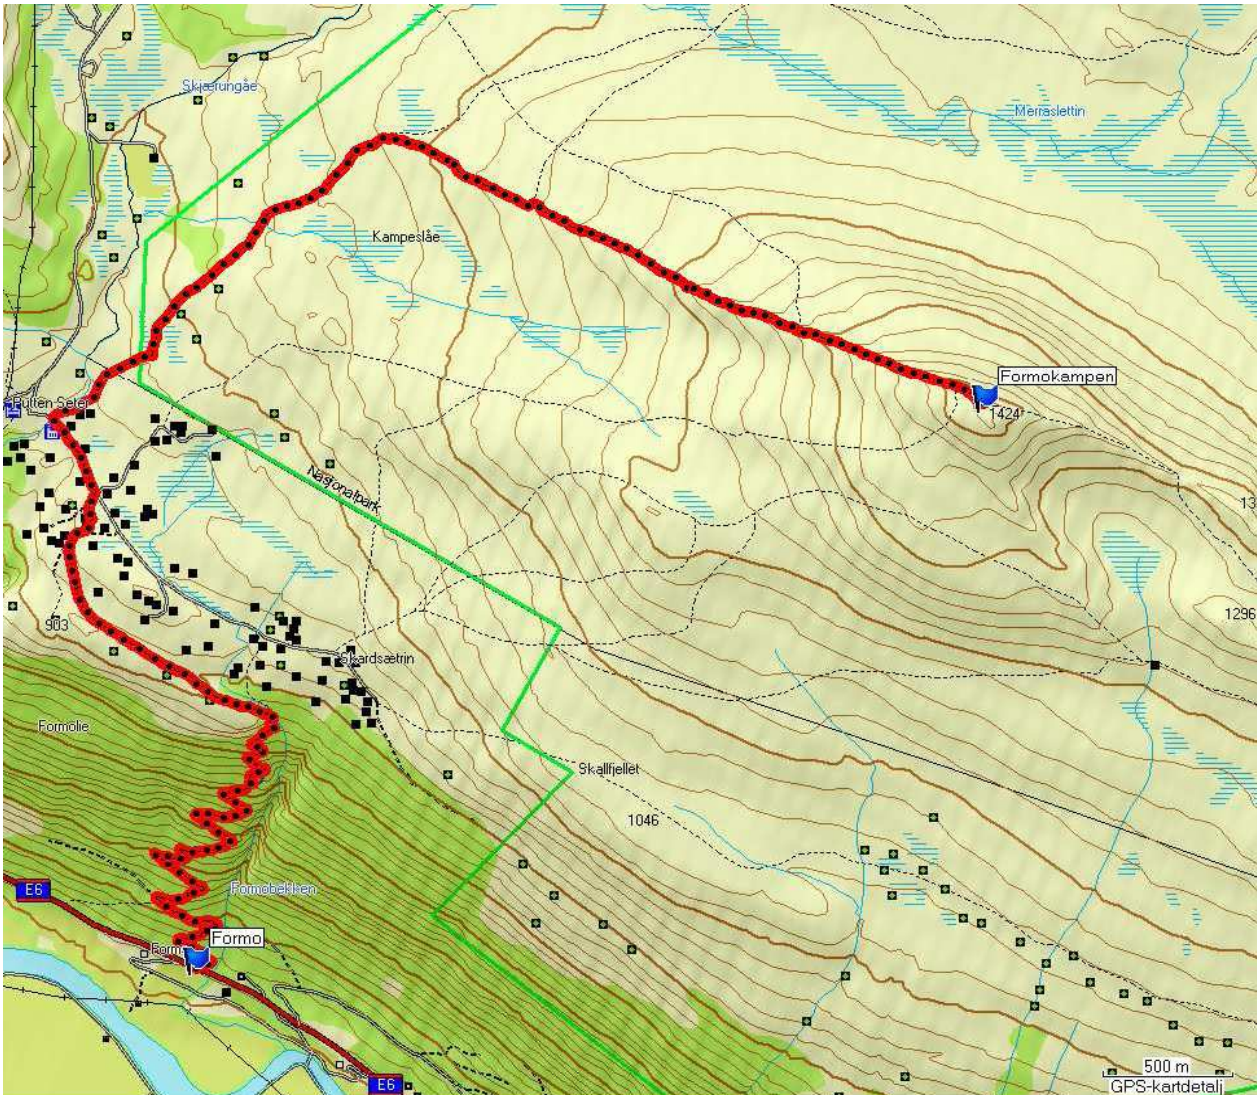 Skjærungåe
Merraslettin
Kampeslåe
Formokampen
1424
Putten Seter
Nasjonalpark
1296
903
Skardsætrin
Formolie
Skallfjellet
1046
E6
Formobekken
Formo
E6
500 m
GPS-kartdetalj